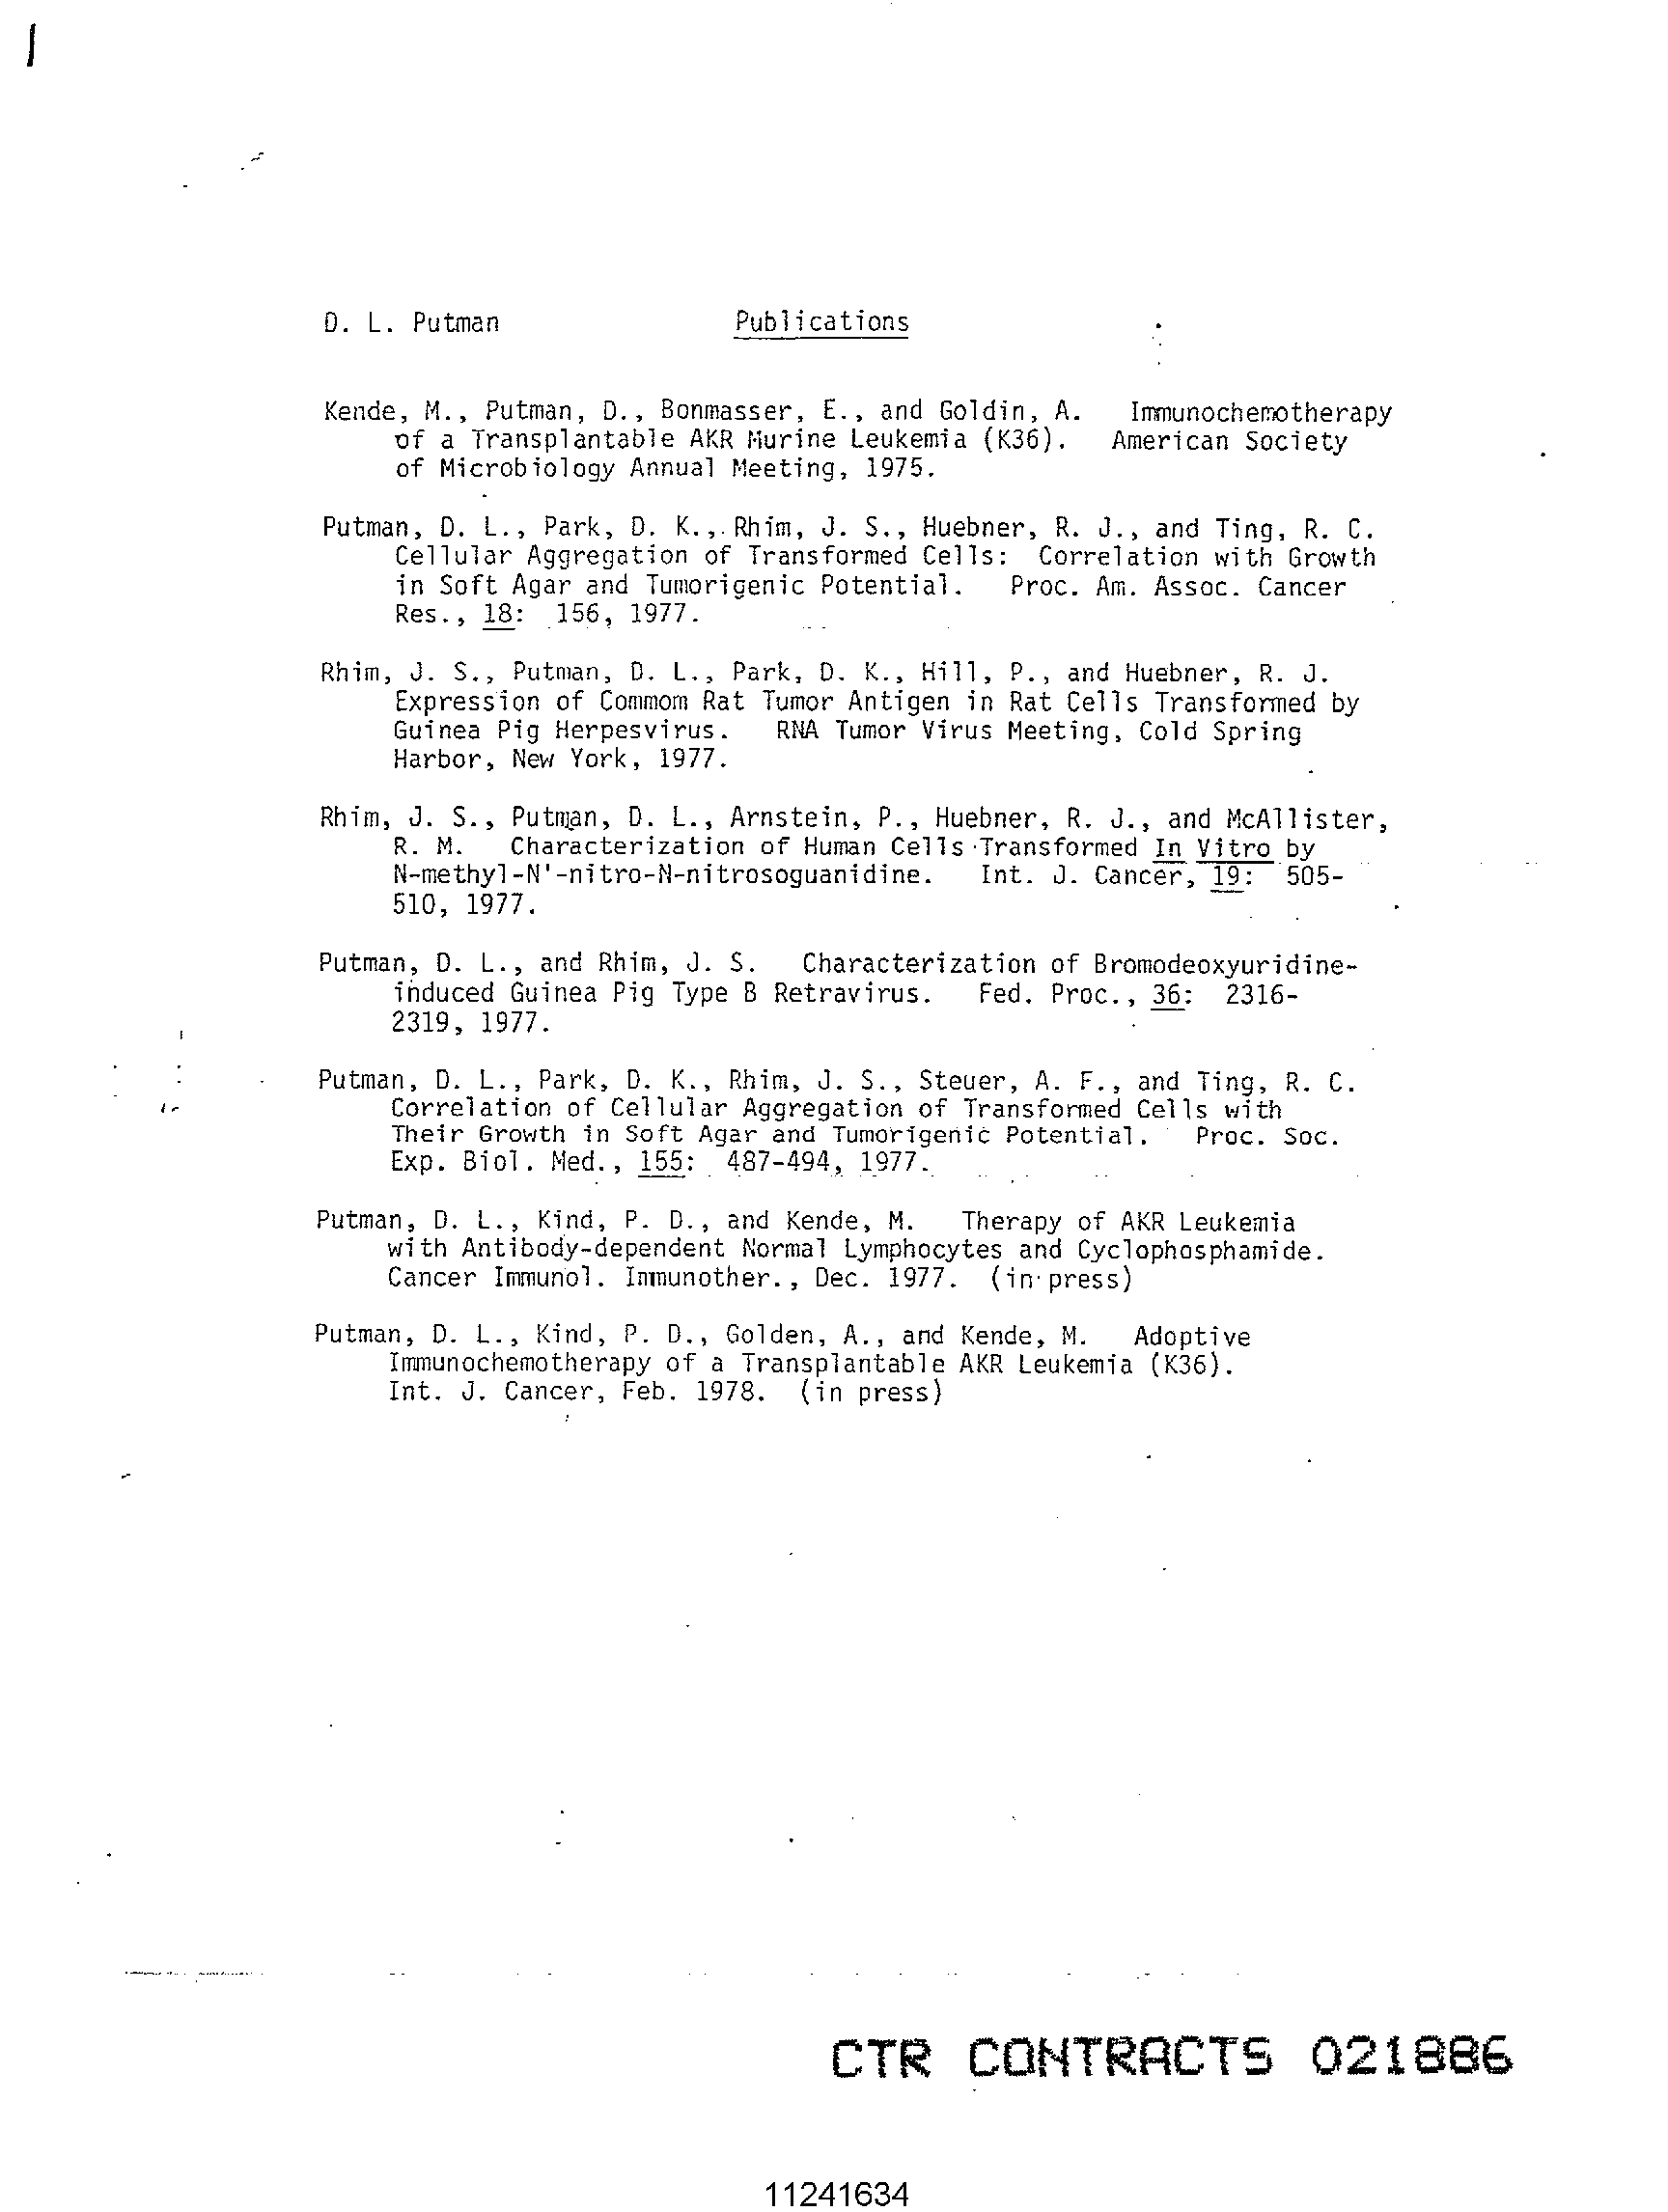 D. L. Putman Publications
Kende, M., Putman, D., Bonmasser, E., and Goldin, A. Immunochemotherapy
of a Transplantable AKR Murine Leukemia (K36). American Society
of Microbiology Annual Meeting, 1975.
Putman, D. L., Park, D. K., Rhim, J. S., Huebner, R. J., and Ting, R. C.
Cellular Aggregation of Transformed Cells: Correlation with Growth
in Soft Agar and Tumorigenic Potential. Proc. Am. Assoc. Cancer
Res., 18: 156, 1977.
Rhim, J. S., Putman, D. L., Park, D. K., Hill, P., and Huebner, R. J.
Expression of Commom Rat Tumor Antigen in Rat Cells Transformed by
Guinea Pig Herpesvirus. RNA Tumor Virus Meeting, Cold Spring
Harbor, New York, 1977.
Rhim, J. S., Putman, D. L., Arnstein, P., Huebner, R. J., and McAllister,
R. M. Characterization of Human Cells Transformed In Vitro by
N-methyl-N'-nitro-N-nitrosoguanidine. Int. J. Cancer, 19: 505-
510, 1977.
Putman, D. L., and Rhim, J. S. Characterization of Bromodeoxyuridine-
induced Guinea Pig Type B Retravirus. Fed. Proc., 36: 2316-
2319, 1977.
Putman, D. L., Park, D. K., Rhim, J. S., Steuer, A. F., and Ting, R. C.
Correlation of Cellular Aggregation of Transformed Cells with
Their Growth in Soft Agar and Tumorigenic Potential. Proc. Soc.
Exp. Biol. Med., 155: 487-494, 1977.
Putman, D. L., Kind, P. D., and Kende, M. Therapy of AKR Leukemia
with Antibody-dependent Normal Lymphocytes and Cyclophosphamide.
Cancer Immunol. Immunother., Dec. 1977. (in press)
Putman, D. L., Kind, P. D., Golden, A., and Kende, M. Adoptive
Immunochemotherapy of a Transplantable AKR Leukemia (K36).
Int. J. Cancer, Feb. 1978. (in press)
CTR CONTRACTS 021886
11241634